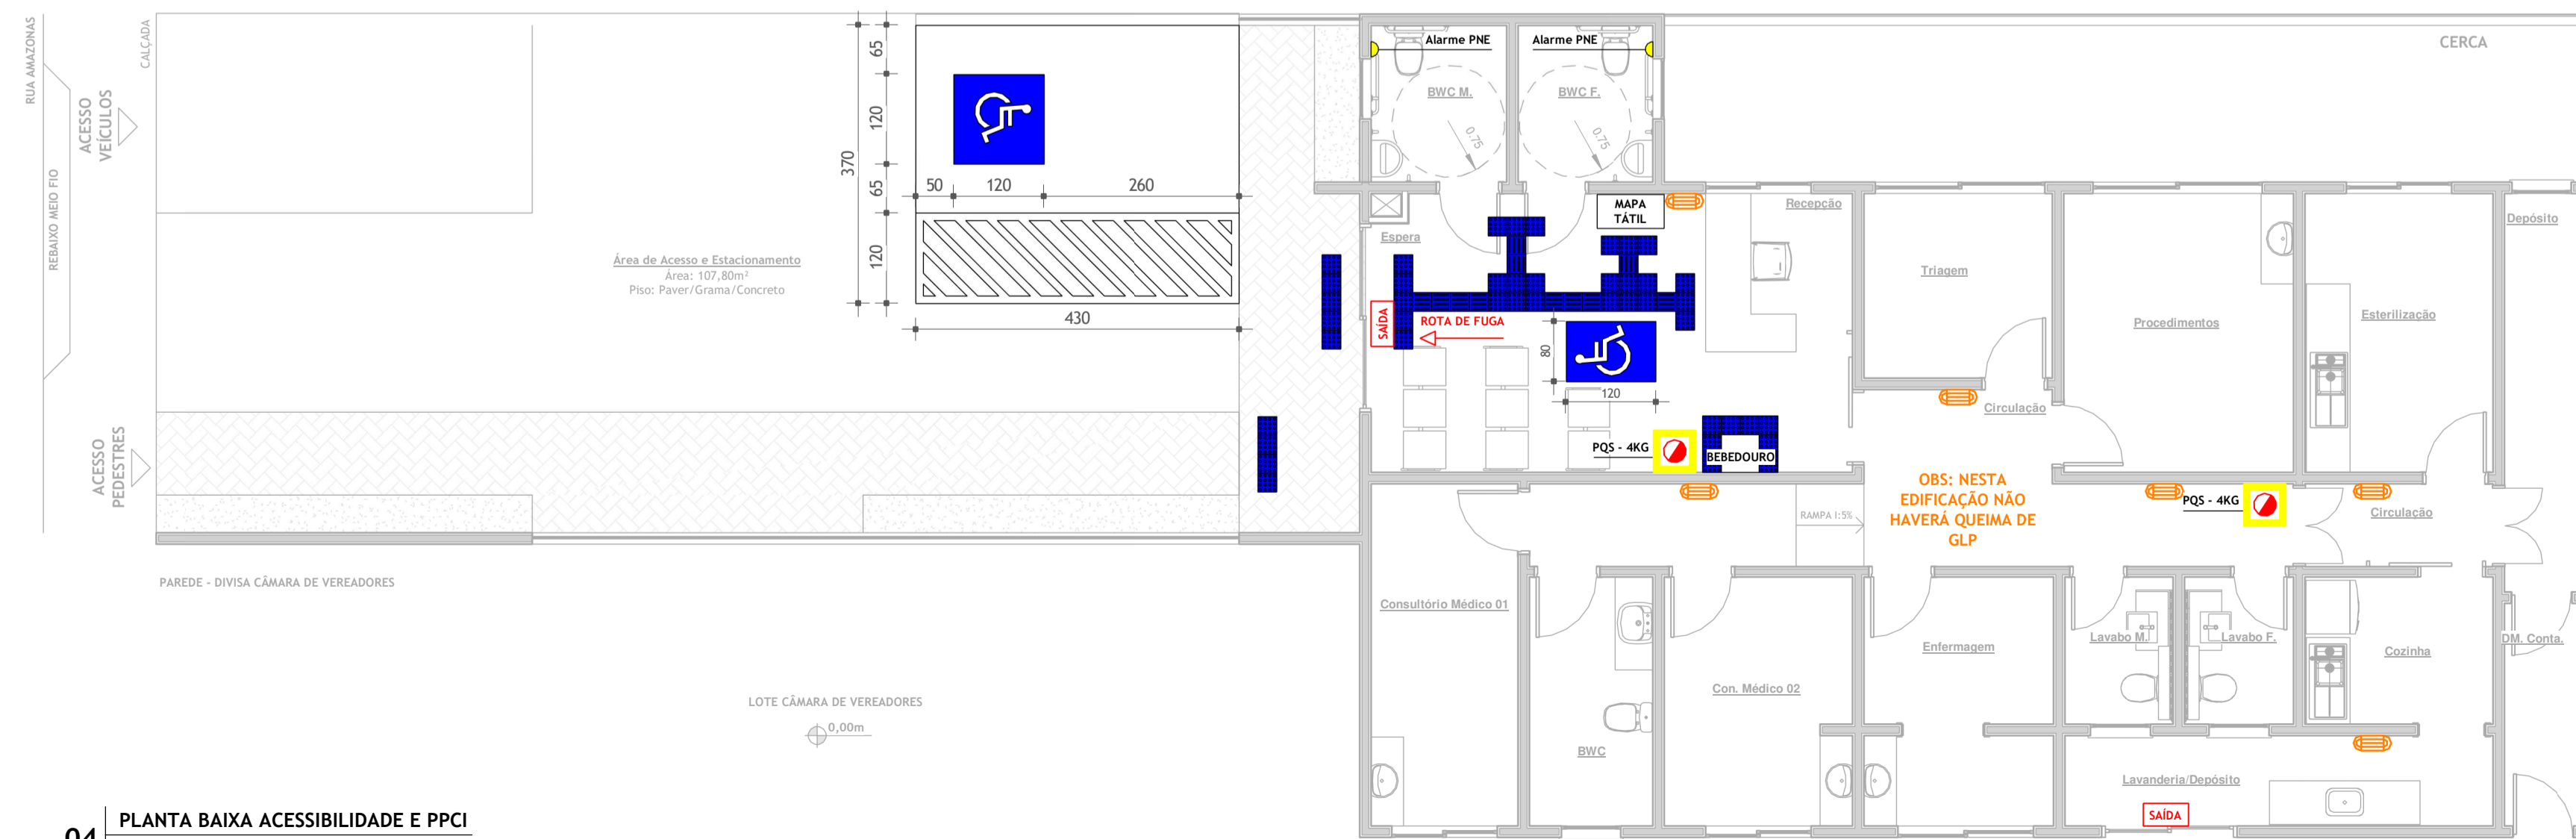 RUA AMAZONAS
CALÇADA
ACESSO
VEÍCULOS
REBAIXO MEIO FIO
ACESSO
PEDESTRES
65
120
65
120
370
50
120
260
430
Área de Acesso e Estacionamento
Área: 107,80m²
Piso: Paver/Grama/Concreto
PAREDE - DIVISA CÂMARA DE VEREADORES
LOTE CÂMARA DE VEREADORES
0,00m
Alarme PNE
Alarme PNE
BWC M.
BWC F.
0.75
0.75
CERCA
MAPA
TÁTIL
Recepção
Espera
SAÍDA
ROTA DE FUGA
80
120
PQS - 4KG
BEBEDOURO
Triagem
Procedimentos
Esterilização
Depósito
Circulação
OBS: NESTA
EDIFICAÇÃO NÃO
HAVERÁ QUEIMA DE
GLP
RAMPA I:5%
PQS - 4KG
Circulação
Consultório Médico 01
BWC
Con. Médico 02
Enfermagem
Lavabo M.
Lavabo F.
Cozinha
DM. Conta.
Lavanderia/Depósito
SAÍDA
04
PLANTA BAIXA ACESSIBILIDADE E PPCI